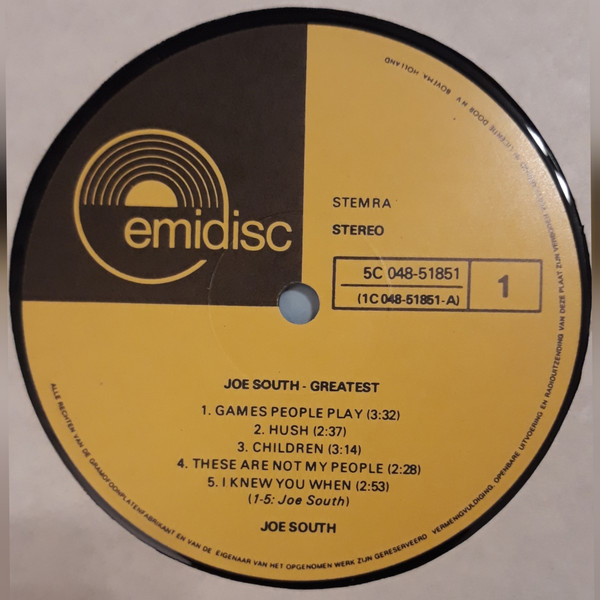 emidisc
STEMRA
STEREO
5C 048-51851
(1C 048-51851-A)
1
JOE SOUTH - GREATEST
1. GAMES PEOPLE PLAY (3:32)
2. HUSH (2:37)
3. CHILDREN (3:14)
4. THESE ARE NOT MY PEOPLE (2:28)
5. I KNEW YOU WHEN (2:53)
(1-5: Joe South)
JOE SOUTH
ALLE RECHTEN VAN DE GRAMOFOONPLATENFABRIKANT EN VAN DE EIGENAAR VAN HET OPGENOMEN WERK ZIJN GERESERVEERD VERMENIGVULDIGING, OPENBARE UITVOERING EN RADIOUITZENDING VAN DEZE PLAAT ZIJN VERBODEN LICENTIE DOOR N.V. BOVEMA HOLLAND